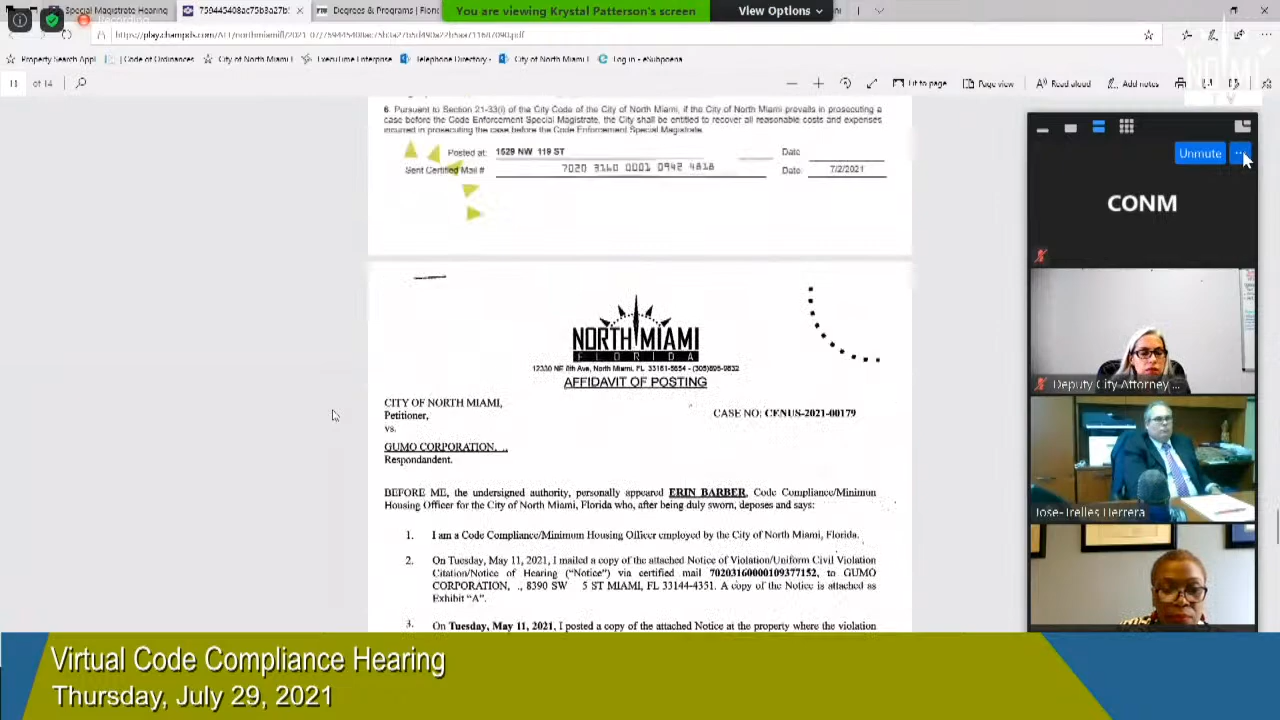 Recording
Special Magistrate Hearing
759445408ac75b3a27b5
Degrees & Programs | Flori
You are viewing Krystal Patterson's screen
View Options
Property Search Appl
Code of Ordinances
City of North Miami
ExecuTime Enterprise
Telephone Directory -
City of North Miami
Log in - eSubpoena
11 of 14
Fit to page
Page view
Read aloud
Add notes
6. Pursuant to Section 21-33(i) of the City Code of the City of North Miami, if the City of North Miami prevails in prosecuting a
case before the Code Enforcement Special Magistrate, the City shall be entitled to recover all reasonable costs and expenses
incurred in prosecuting the case before the Code Enforcement Special Magistrate.
Posted at: 1529 NW 119 ST Date
Sent Certified Mail # 7020 3160 0001 0942 4818 Date: 7/2/2021
Unmute
CONM
NORTH MIAMI
FLORIDA
12330 NE 8th Ave, North Miami, FL 33161-5654 - (305)895-9832
AFFIDAVIT OF POSTING
CITY OF NORTH MIAMI,
Petitioner,
vs.
CASE NO: CENUS-2021-00179
GUMO CORPORATION, .,
Respondandent.
BEFORE ME, the undersigned authority, personally appeared ERIN BARBER, Code Compliance/Minimun
Housing Officer for the City of North Miami, Florida who, after being duly sworn, deposes and says:
1. I am a Code Compliance/Minimum Housing Officer employed by the City of North Miami, Florida.
2. On Tuesday, May 11, 2021, I mailed a copy of the attached Notice of Violation/Uniform Civil Violation
Citation/Notice of Hearing ("Notice") via certified mail 70203160000109377152, to GUMO
CORPORATION, ., 8390 SW 5 ST MIAMI, FL 33144-4351. A copy of the Notice is attached as
Exhibit "A".
3. On Tuesday, May 11, 2021, I posted a copy of the attached Notice at the property where the violation
Deputy City Attorney ...
Jose-Trelles Herrera
Virtual Code Compliance Hearing
Thursday, July 29, 2021